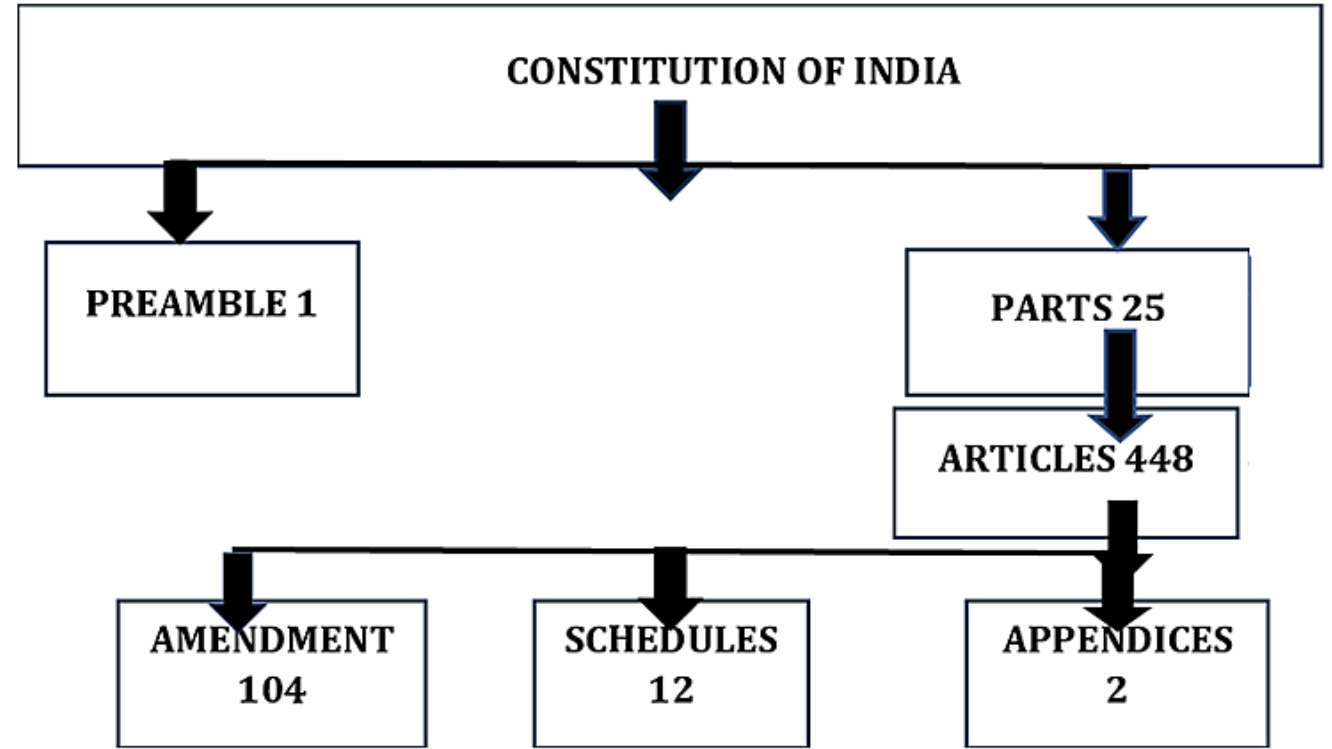 CONSTITUTION OF INDIA
PREAMBLE 1
PARTS 25
ARTICLES 448
AMENDMENT
104
SCHEDULES
12
APPENDICES
2